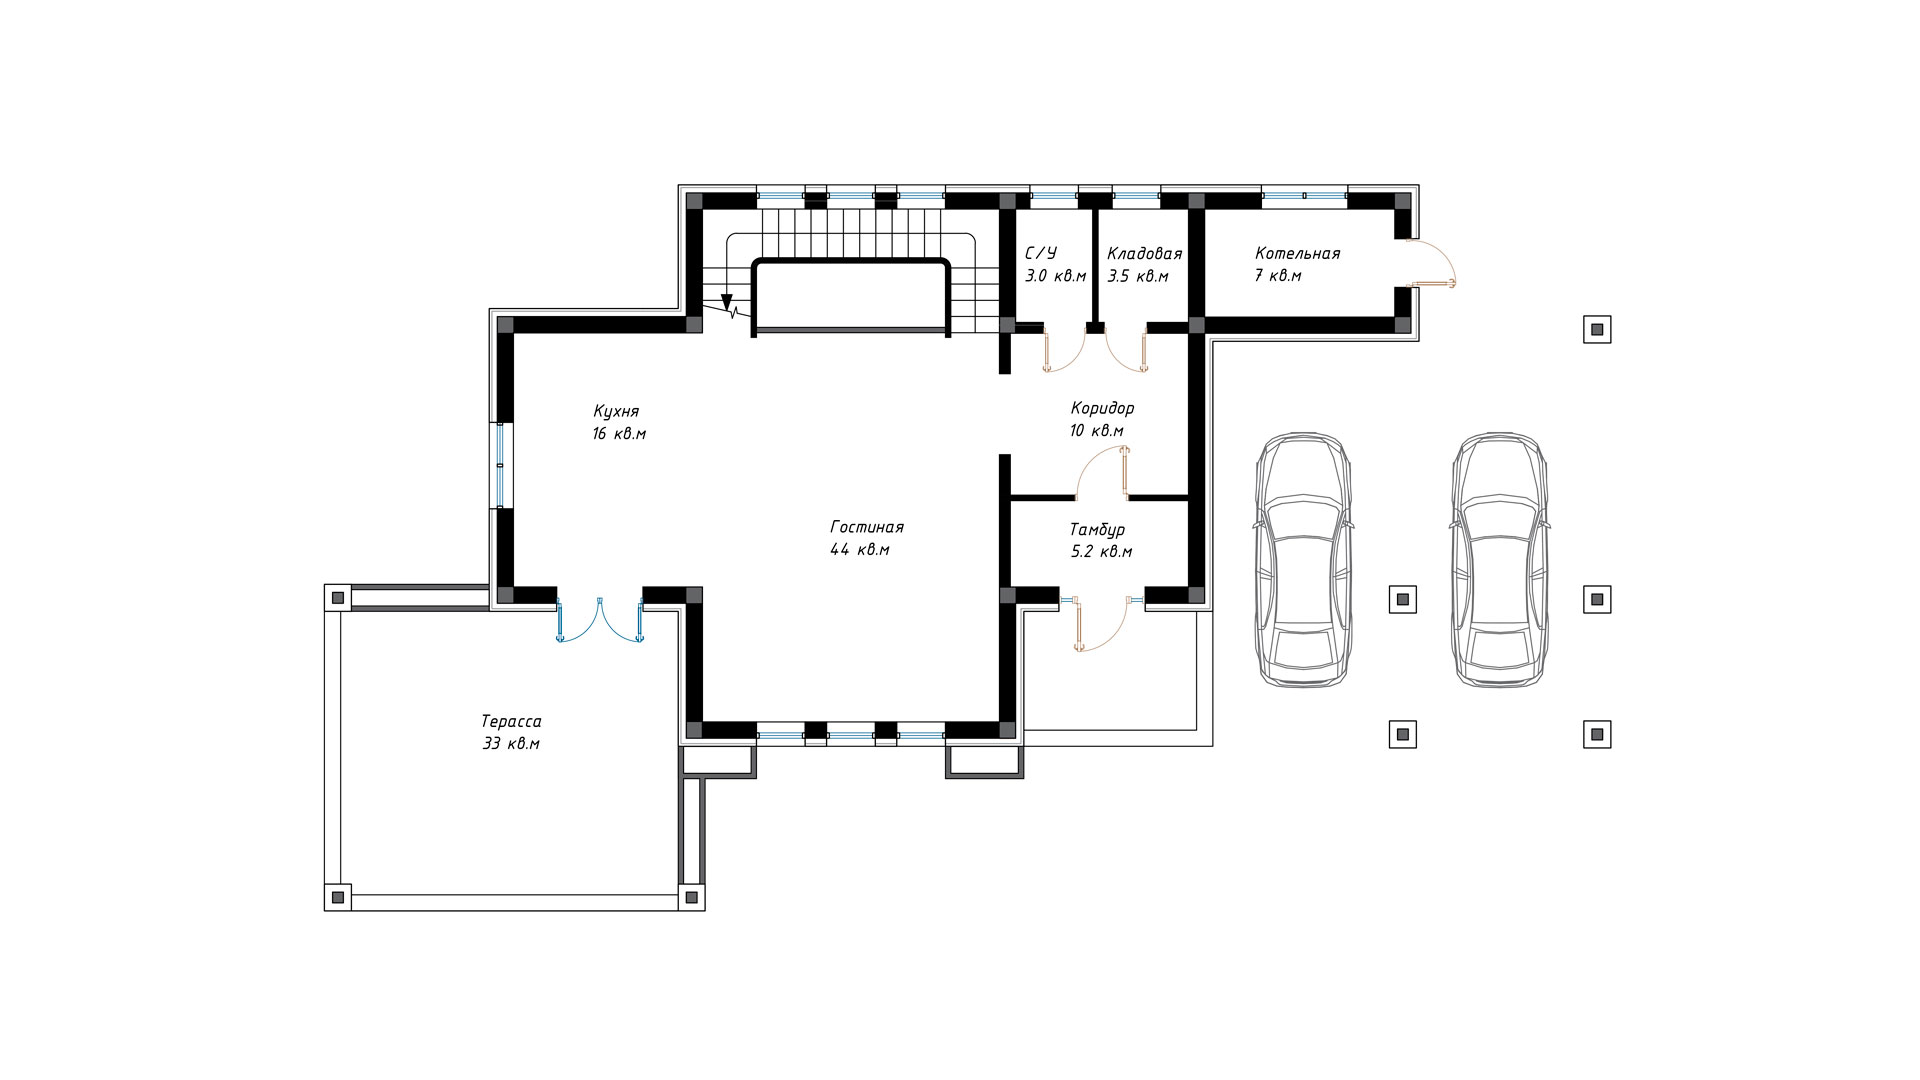 С/У
3.0 кв.м
Кладовая
3.5 кв.м
Котельная
7 кв.м
Кухня
16 кв.м
Коридор
10 кв.м
Гостиная
44 кв.м
Тамбур
5.2 кв.м
Терасса
33 кв.м